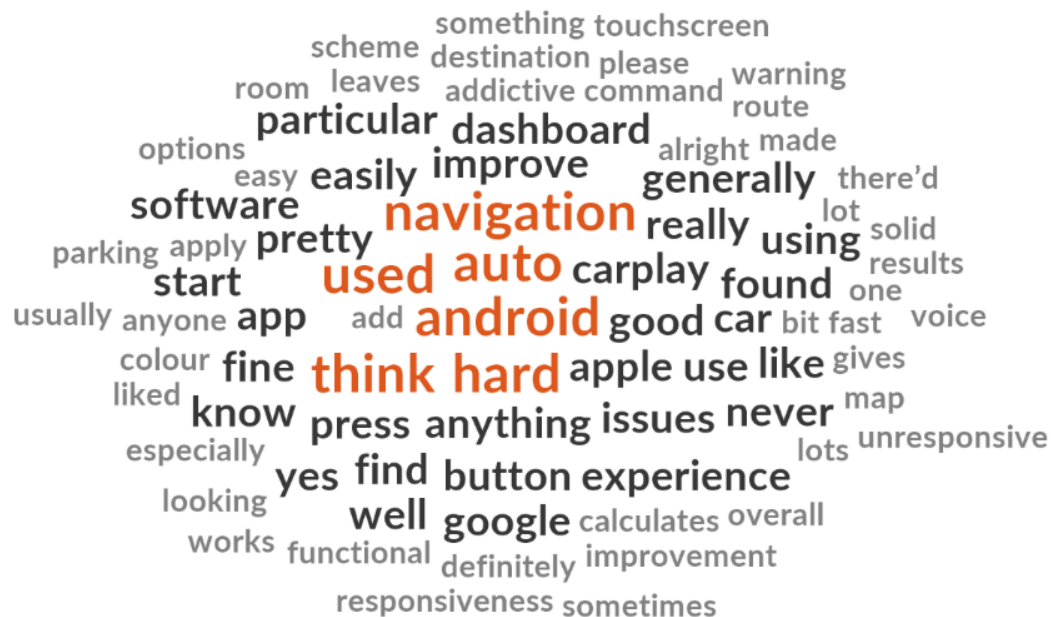 something touchscreen
scheme destination please
room leaves addictive command warning
particular dashboard route
options improve alright made
easy easily generally there’d
software navigation really lot
parking apply pretty using solid
start used auto carplay found results
usually anyone app add android good car bit fast one voice
colour fine think hard apple use like gives
liked know press anything issues never map
especially lots unresponsive
yes find button experience
looking well google calculates overall
works functional definitely improvement
responsiveness sometimes